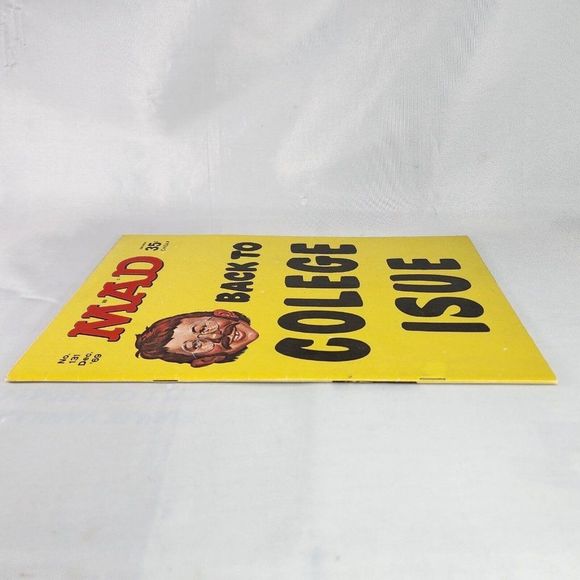 No. 131
Dec. '69
MAD
35
BACK TO
COLEGE
ISUE